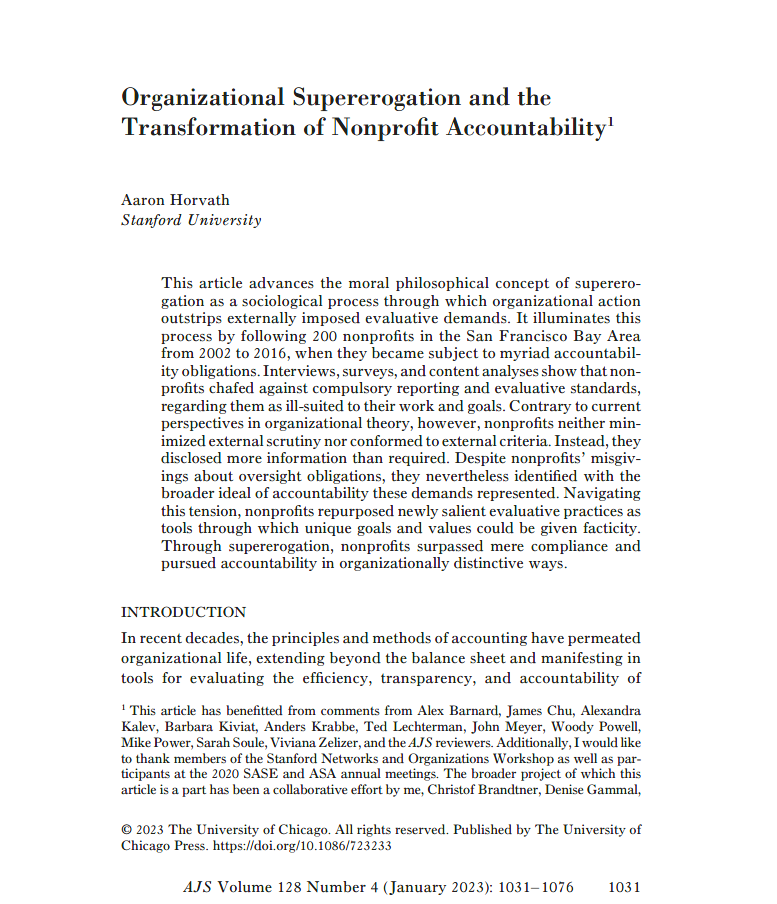 Organizational Supererogation and the
Transformation of Nonprofit Accountability1
Aaron Horvath
Stanford University
This article advances the moral philosophical concept of superero-
gation as a sociological process through which organizational action
outstrips externally imposed evaluative demands. It illuminates this
process by following 200 nonprofits in the San Francisco Bay Area
from 2002 to 2016, when they became subject to myriad accountabil-
ity obligations. Interviews, surveys, and content analyses show that non-
profits chafed against compulsory reporting and evaluative standards,
regarding them as ill-suited to their work and goals. Contrary to current
perspectives in organizational theory, however, nonprofits neither min-
imized external scrutiny nor conformed to external criteria. Instead, they
disclosed more information than required. Despite nonprofits’ misgiv-
ings about oversight obligations, they nevertheless identified with the
broader ideal of accountability these demands represented. Navigating
this tension, nonprofits repurposed newly salient evaluative practices as
tools through which unique goals and values could be given facticity.
Through supererogation, nonprofits surpassed mere compliance and
pursued accountability in organizationally distinctive ways.
INTRODUCTION
In recent decades, the principles and methods of accounting have permeated
organizational life, extending beyond the balance sheet and manifesting in
tools for evaluating the efficiency, transparency, and accountability of
1 This article has benefitted from comments from Alex Barnard, James Chu, Alexandra
Kalev, Barbara Kiviat, Anders Krabbe, Ted Lechterman, John Meyer, Woody Powell,
Mike Power, Sarah Soule, Viviana Zelizer, and the AJS reviewers. Additionally, I would like
to thank members of the Stanford Networks and Organizations Workshop as well as par-
ticipants at the 2020 SASE and ASA annual meetings. The broader project of which this
article is a part has been a collaborative effort by me, Christof Brandtner, Denise Gammal,
© 2023 The University of Chicago. All rights reserved. Published by The University of
Chicago Press. https://doi.org/10.1086/723233
AJS Volume 128 Number 4 (January 2023): 1031–1076 1031